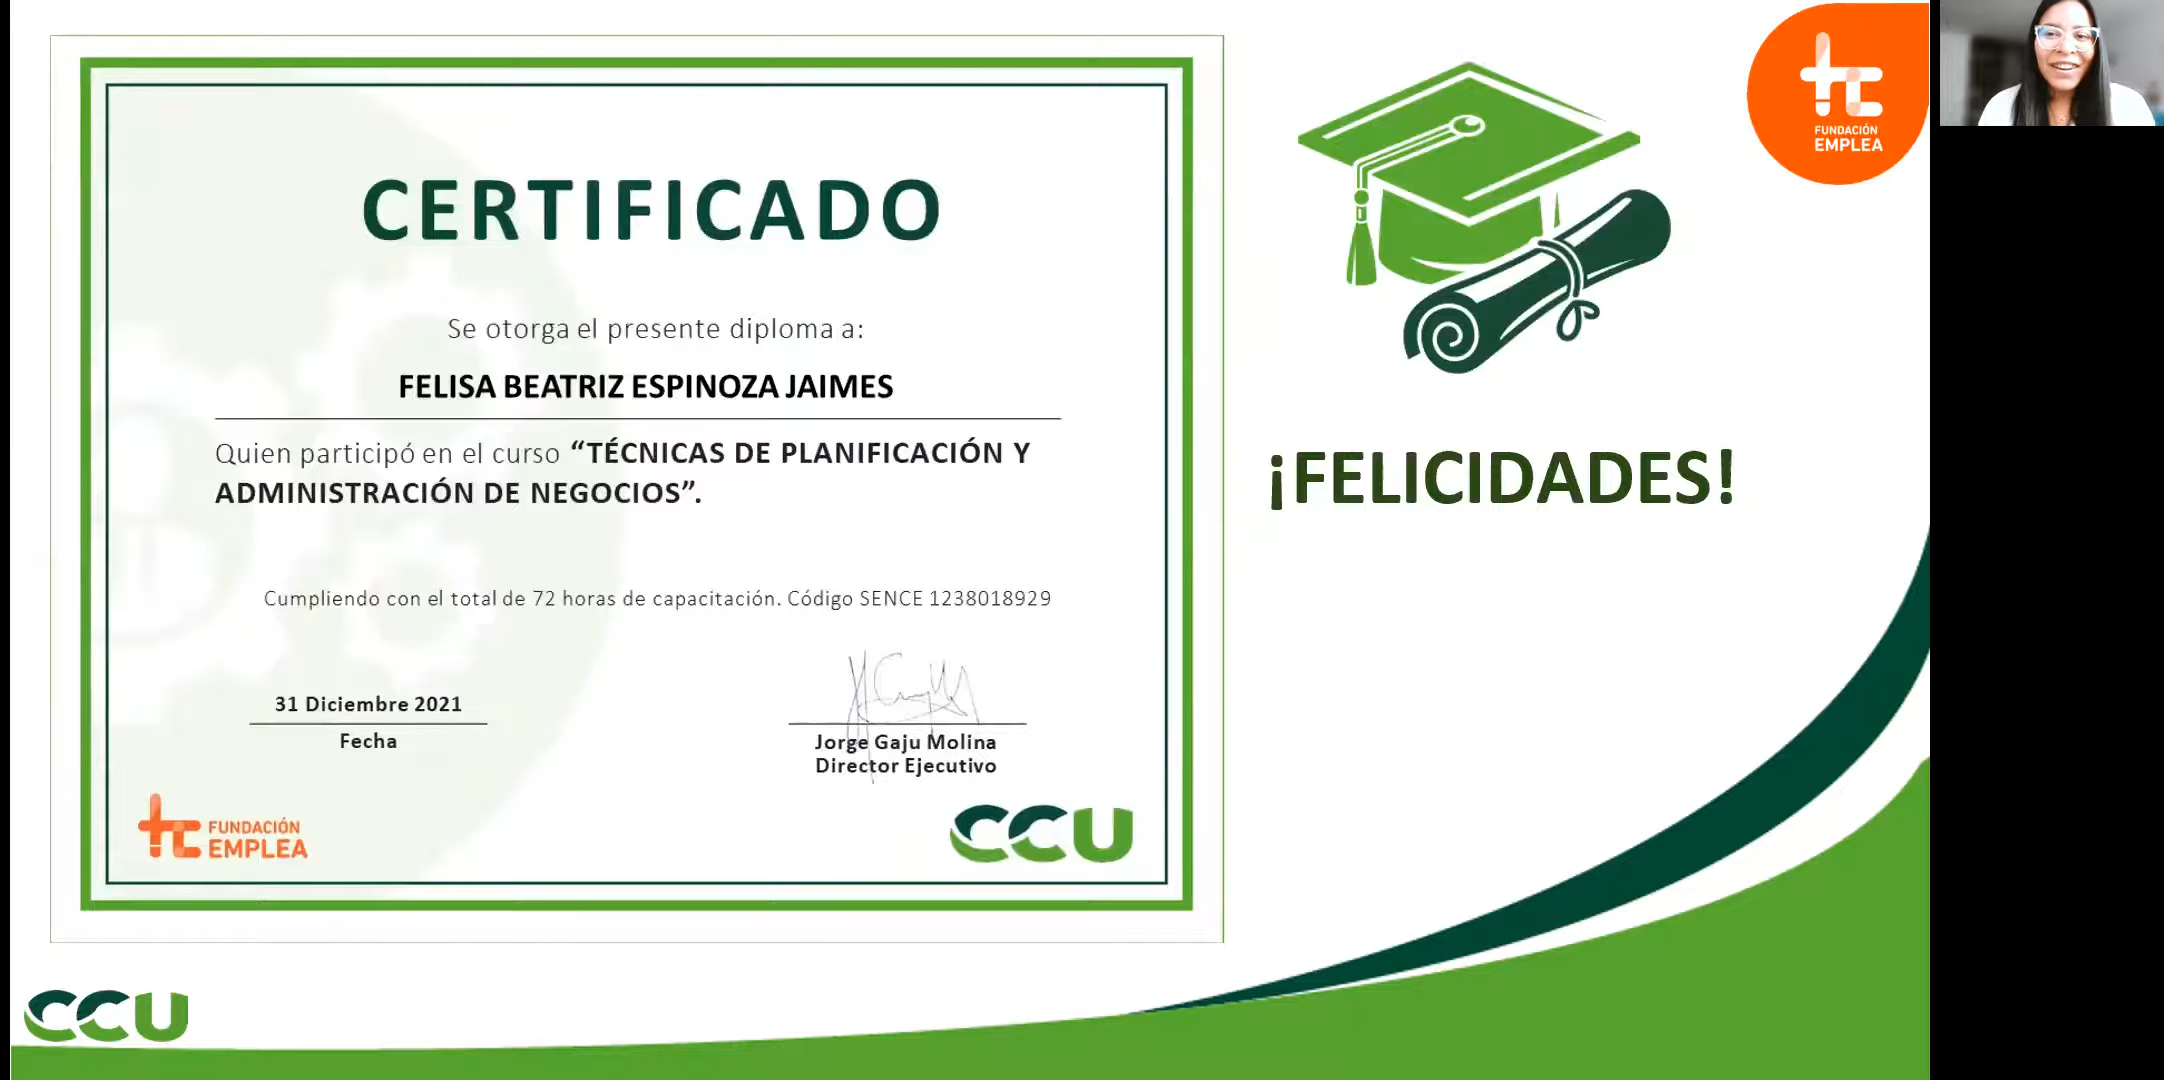 CERTIFICADO
Se otorga el presente diploma a:
FELISA BEATRIZ ESPINOZA JAIMES
Quien participó en el curso “TÉCNICAS DE PLANIFICACIÓN Y
ADMINISTRACIÓN DE NEGOCIOS”.
Cumpliendo con el total de 72 horas de capacitación. Código SENCE 1238018929
31 Diciembre 2021
Fecha
Jorge Gaju Molina
Director Ejecutivo
FUNDACIÓN
EMPLEA
CCU
¡FELICIDADES!
FUNDACIÓN
EMPLEA
CCU